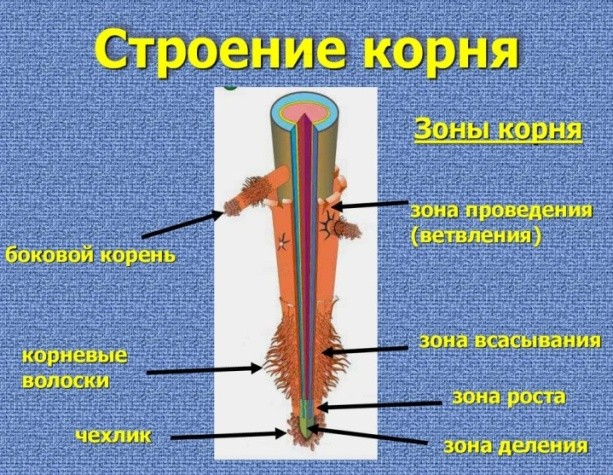 Строение корня
Зоны корня
зона проведения
(ветвления)
боковой корень
зона всасывания
корневые
волоски
зона роста
чехлик
зона деления